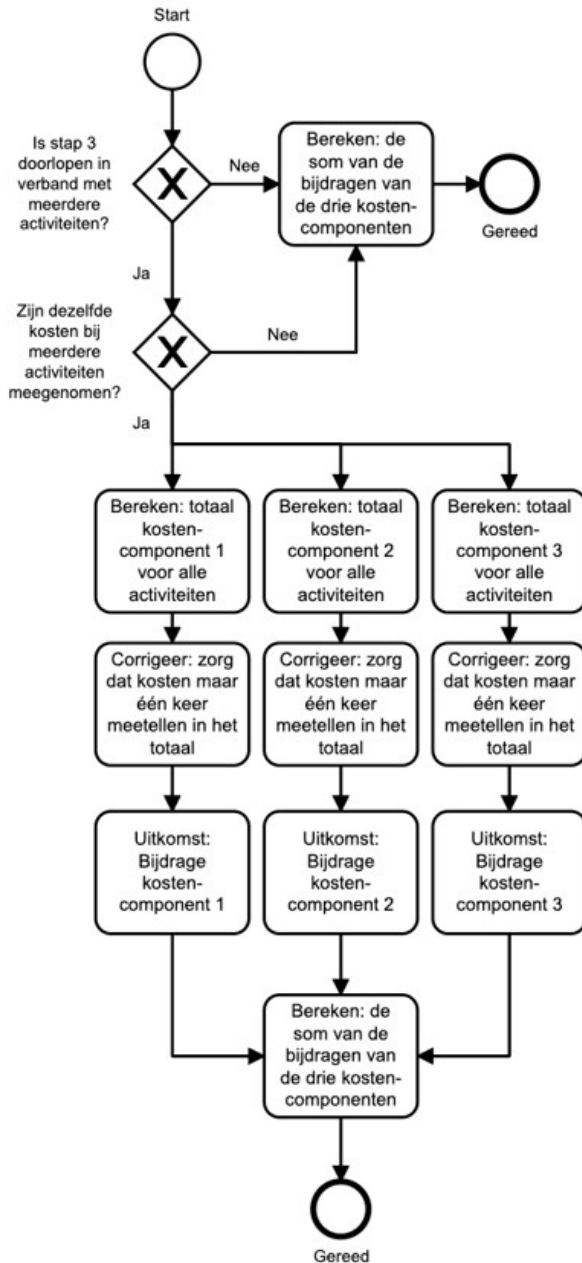 Start
Is stap 3
doorlopen in
verband met
meerdere
activiteiten?
X
Nee
Bereken: de
som van de
bijdragen van
de drie kosten-
componenten
Gereed
Ja
Zijn dezelfde
kosten bij
meerdere
activiteiten
meegenomen?
X
Nee
Ja
Bereken: totaal
kosten-
component 1
voor alle
activiteiten
Bereken: totaal
kosten-
component 2
voor alle
activiteiten
Bereken: totaal
kosten-
component 3
voor alle
activiteiten
Corrigeer: zorg
dat kosten maar
één keer
meetellen in het
totaal
Corrigeer: zorg
dat kosten maar
één keer
meetellen in het
totaal
Corrigeer: zorg
dat kosten maar
één keer
meetellen in het
totaal
Uitkomst:
Bijdrage
kosten-
component 1
Uitkomst:
Bijdrage
kosten-
component 2
Uitkomst:
Bijdrage
kosten-
component 3
Bereken: de
som van de
bijdragen van
de drie kosten-
componenten
Gereed